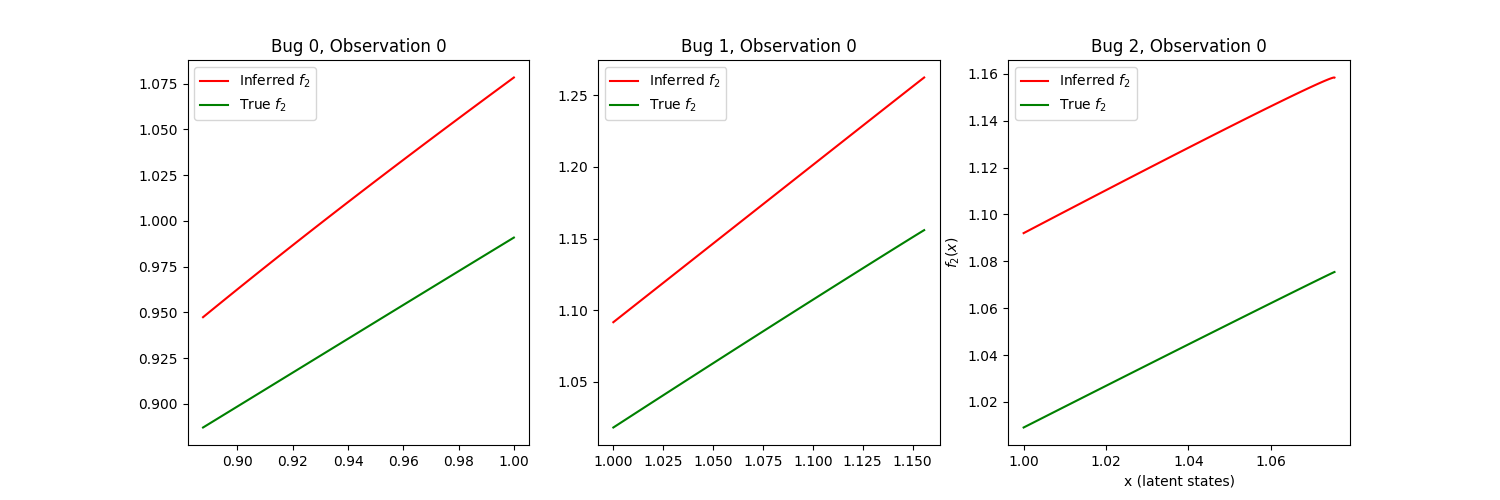 Bug 0, Observation 0
Inferred f₂
True f₂
1.075
1.050
1.025
1.000
0.975
0.950
0.925
0.900
0.90 0.92 0.94 0.96 0.98 1.00
Bug 1, Observation 0
Inferred f₂
True f₂
1.25
1.20
1.15
1.10
1.05
1.000 1.025 1.050 1.075 1.100 1.125 1.150
Bug 2, Observation 0
Inferred f₂
True f₂
f₂(x)
1.16
1.14
1.12
1.10
1.08
1.06
1.04
1.02
1.00 1.02 1.04 1.06
x (latent states)